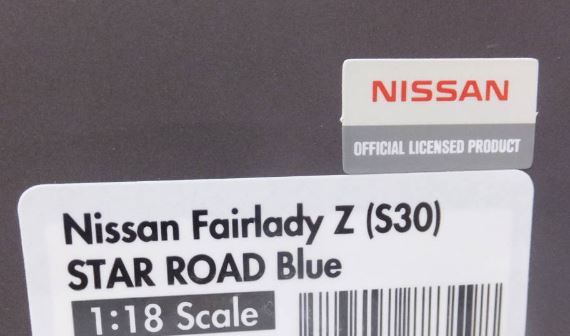 NISSAN
OFFICIAL LICENSED PRODUCT
Nissan Fairlady Z (S30)
STAR ROAD Blue
1:18 Scale